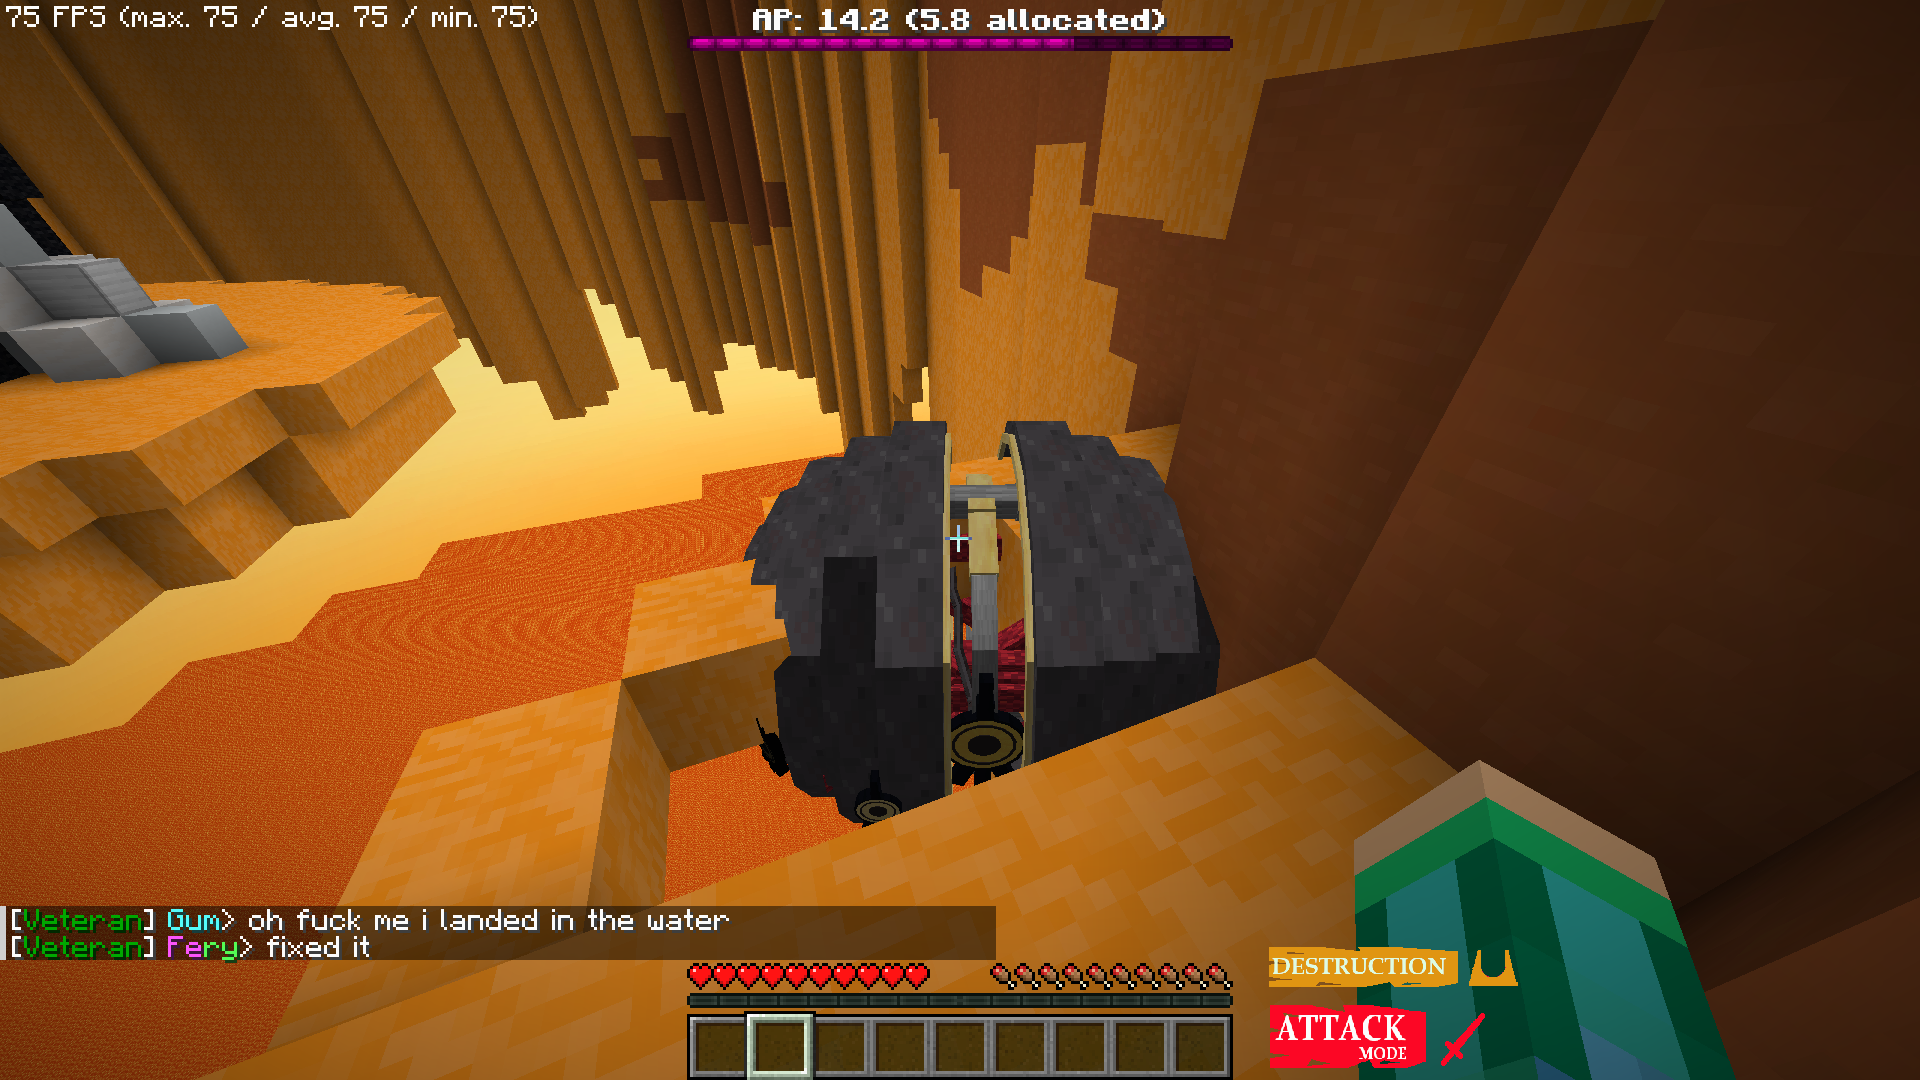 75 FPS (max. 75 / avg. 75 / min. 75)
AP: 14.2 (5.8 allocated)
[Veteran] Gum> oh fuck me i landed in the water
[Veteran] Fery> fixed it
DESTRUCTION
ATTACK
MODE